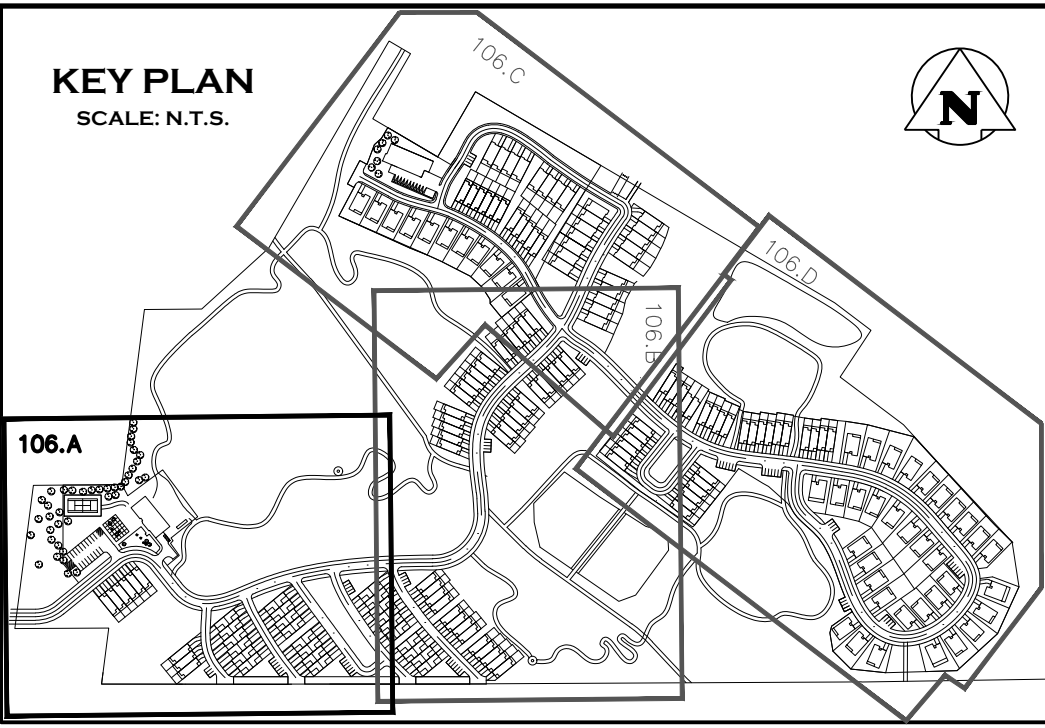 KEY PLAN
SCALE: N.T.S.
106.C
N
106.D
106.B
106.A